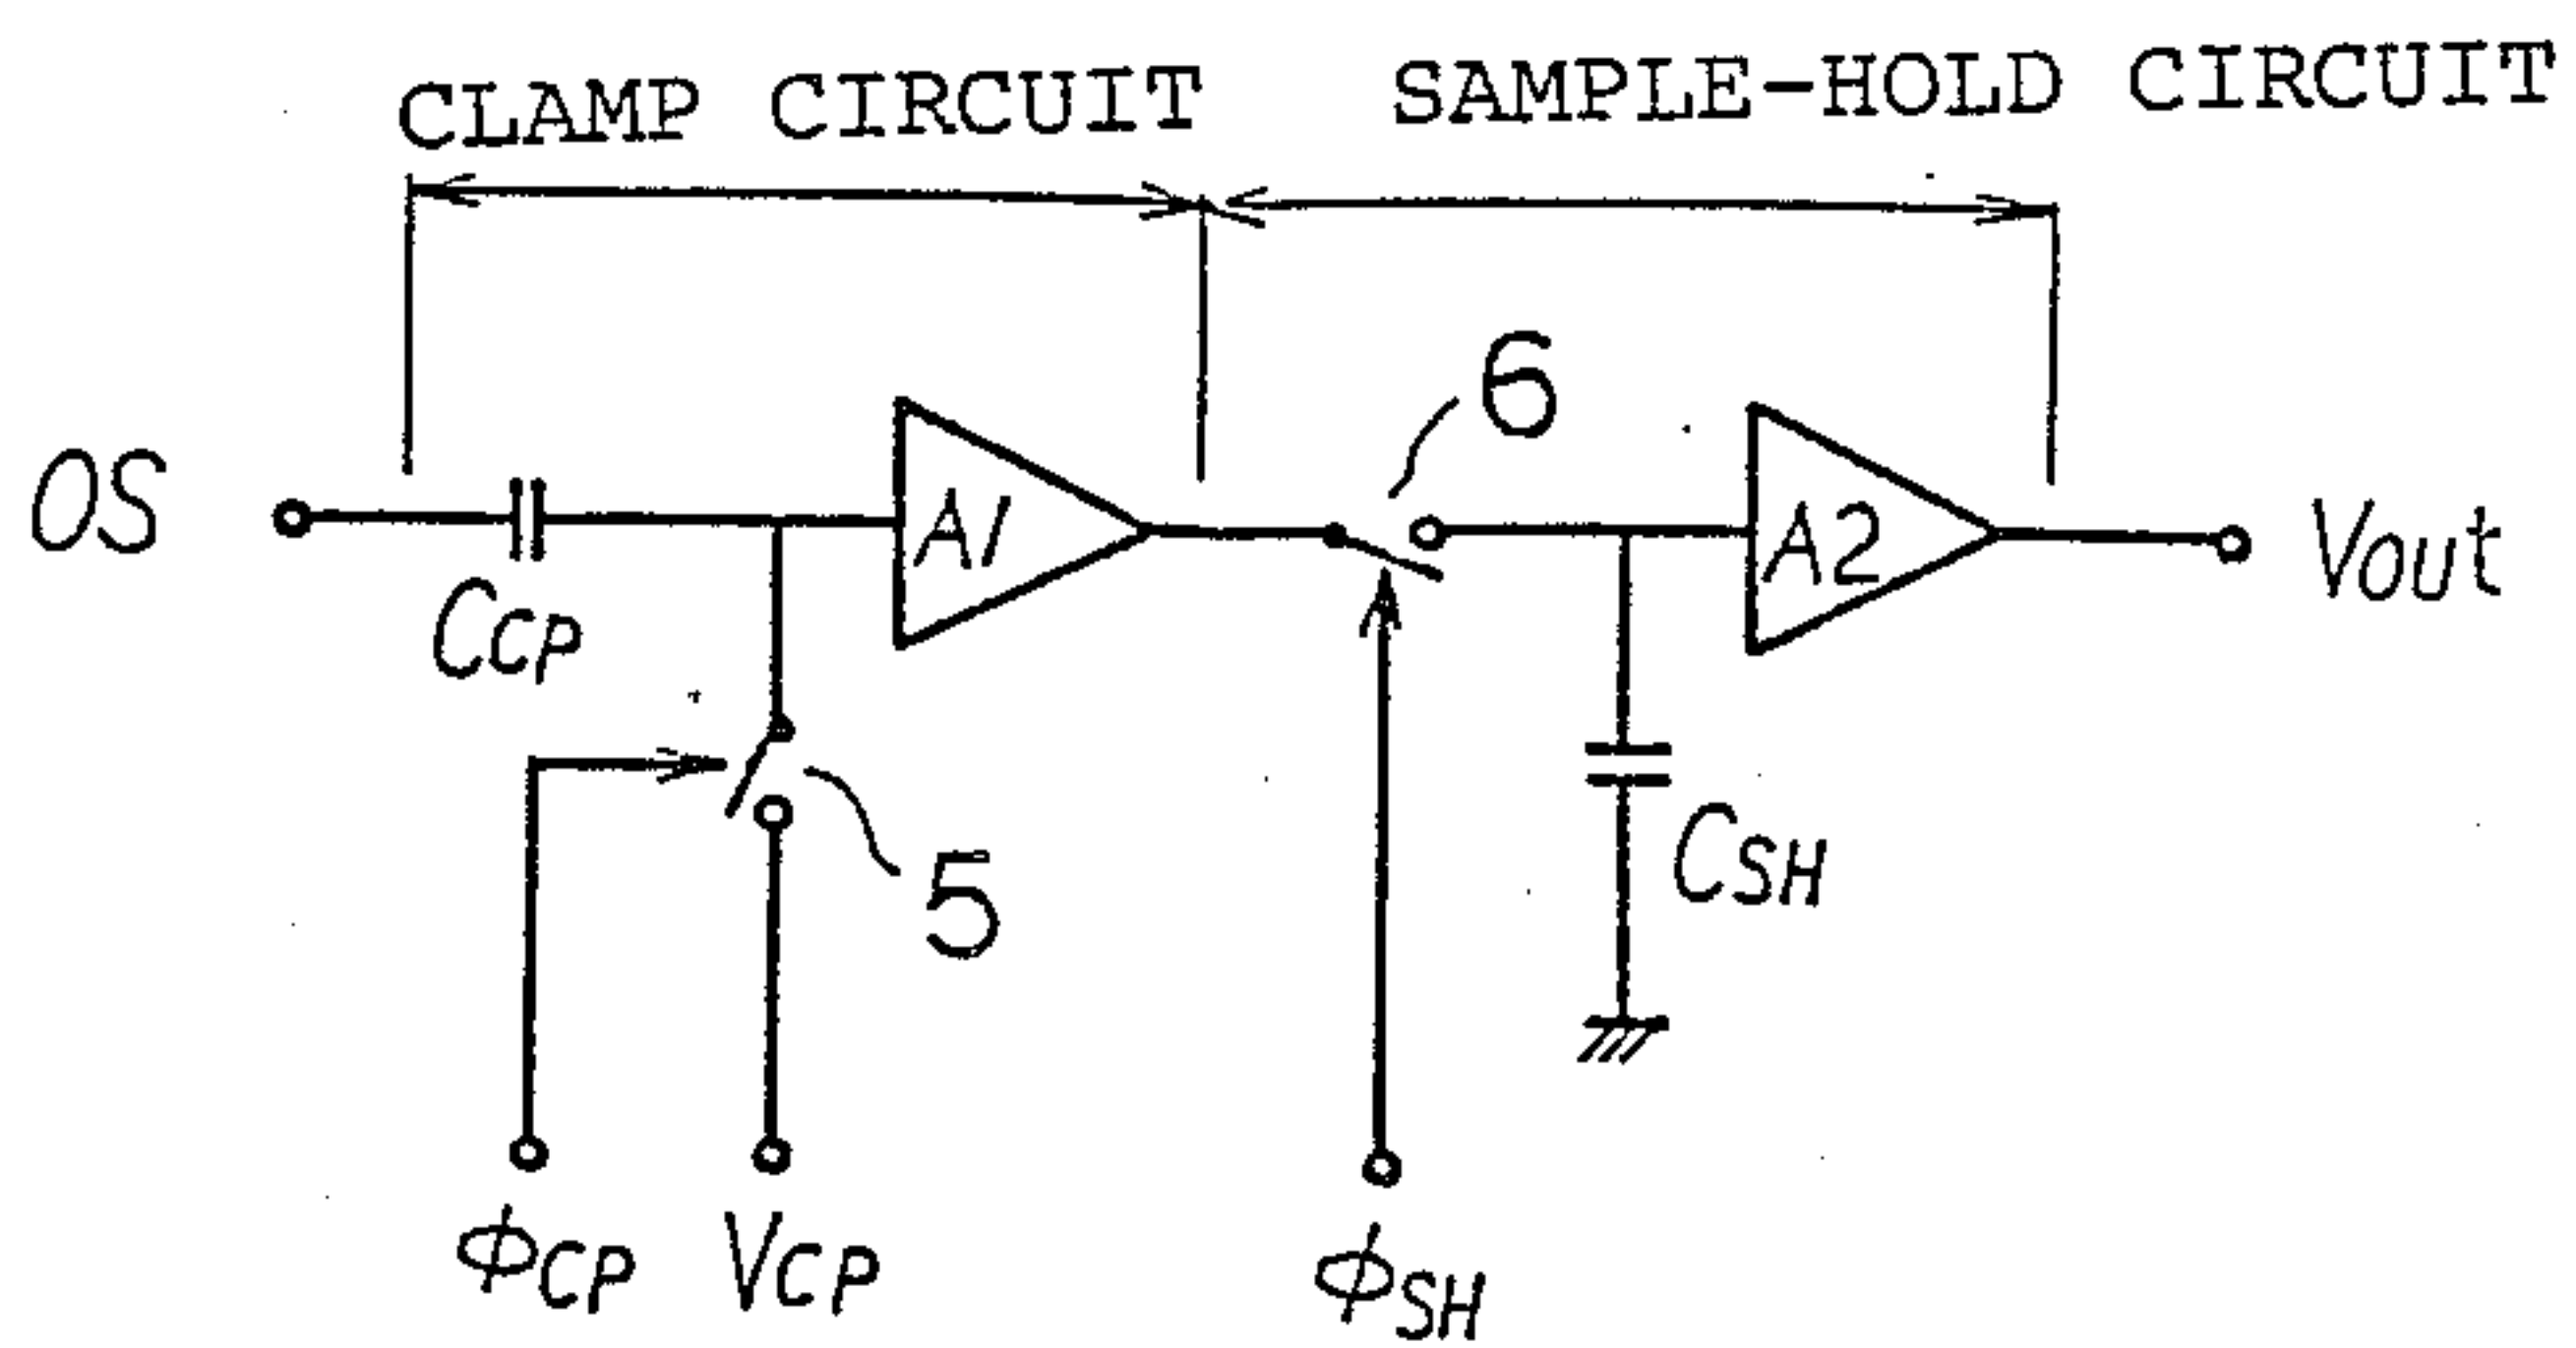 CLAMP CIRCUIT SAMPLE-HOLD CIRCUIT
6
OS A1 A2 Vout
CCP
5 CSH
ΦCP VCP ΦSH